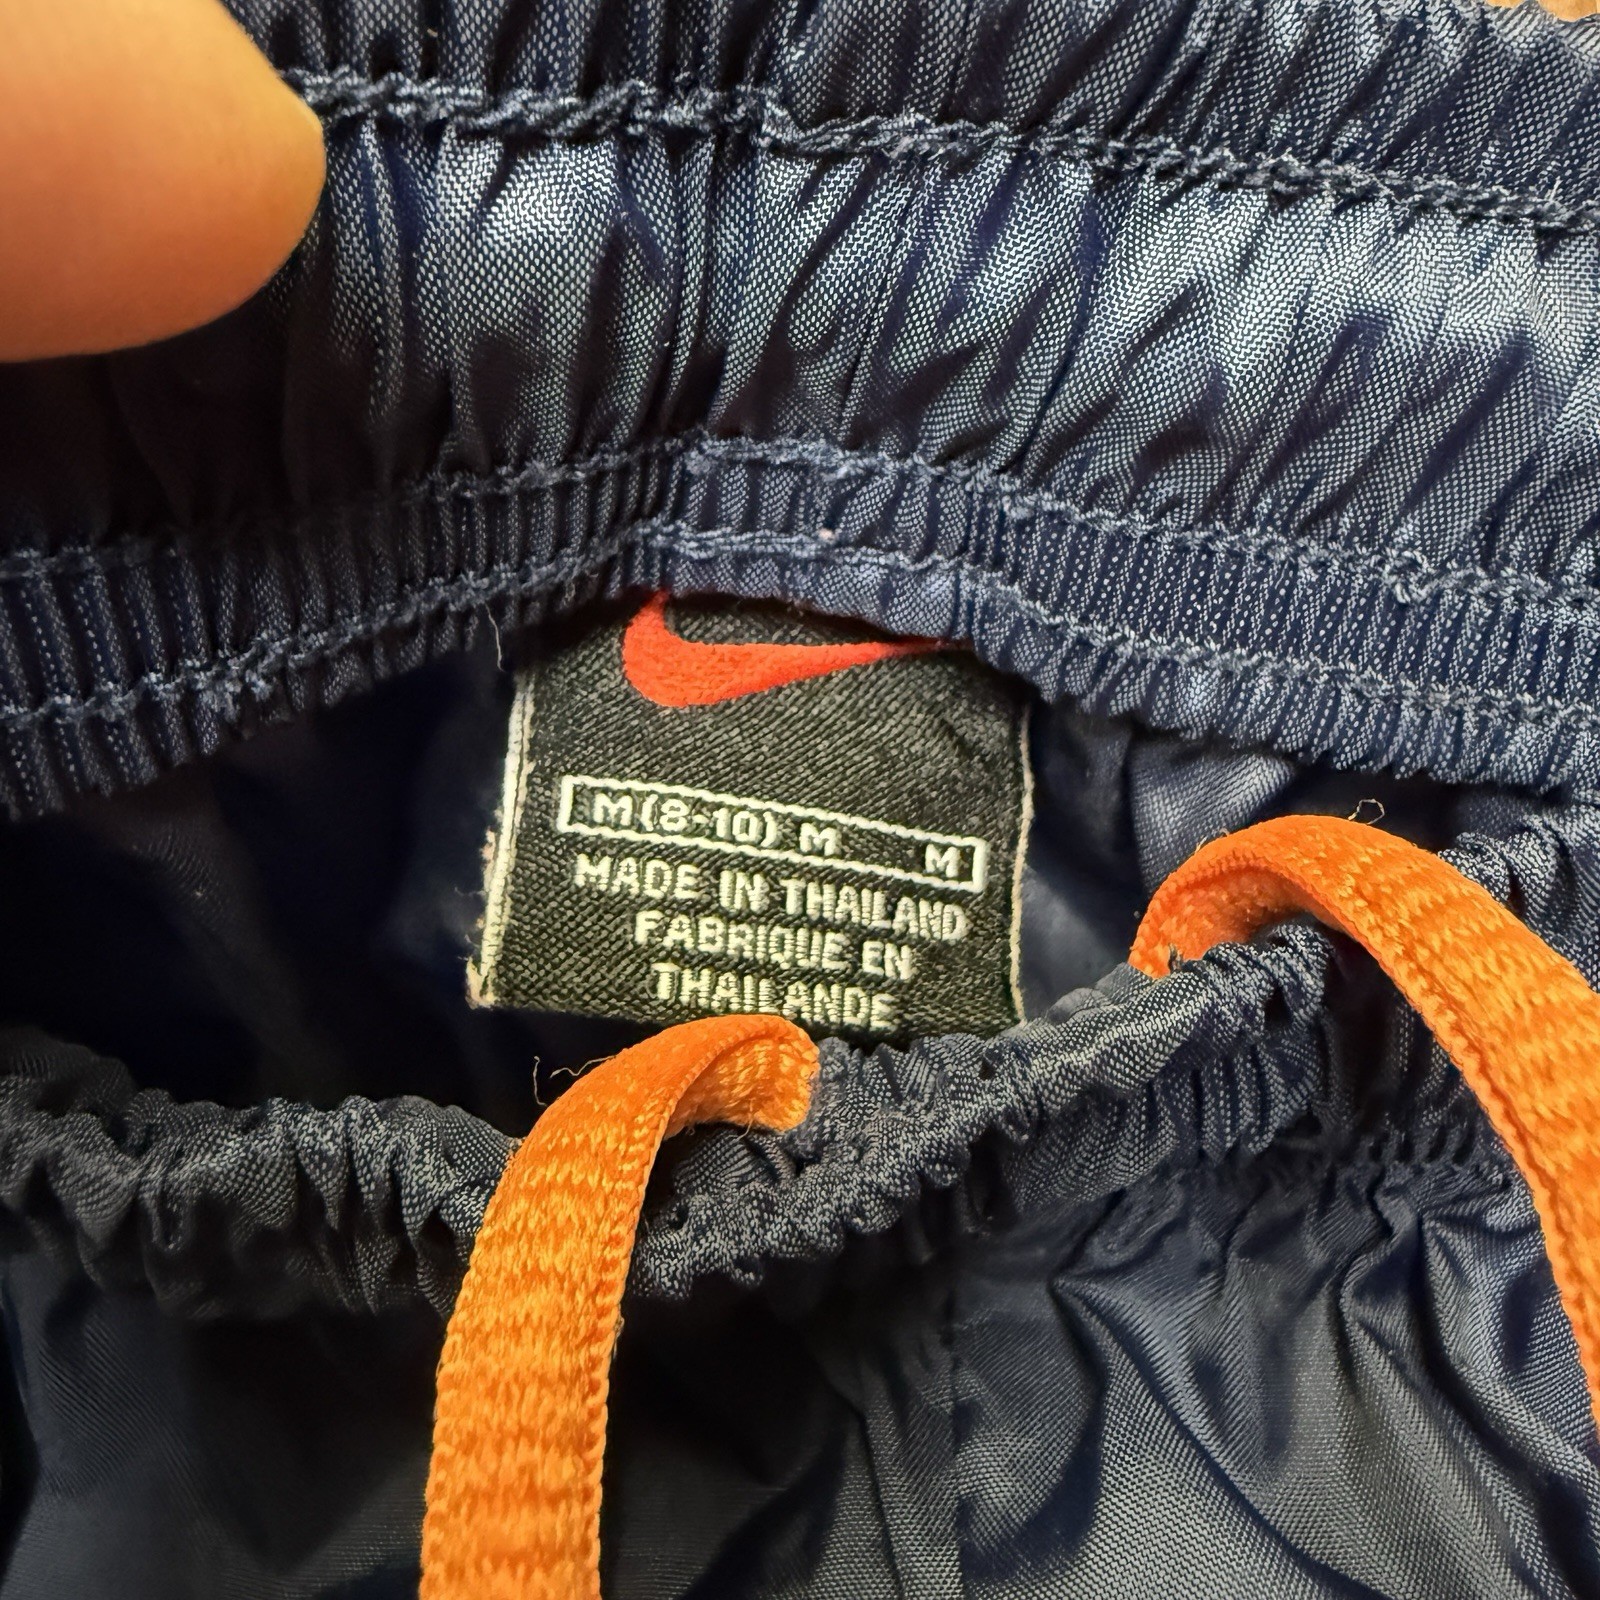 M(8-10) M M
MADE IN THAILAND
FABRIQUE EN
THAILANDE